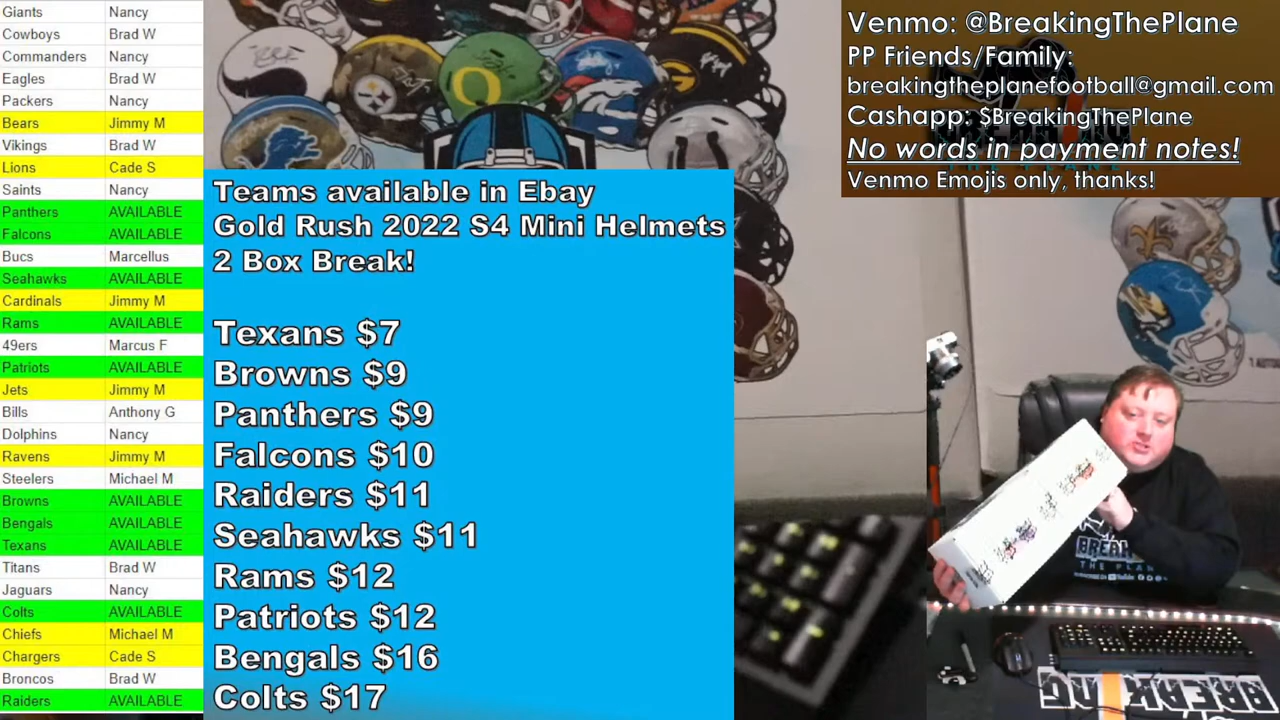 Giants Nancy
Cowboys Brad W
Commanders Nancy
Eagles Brad W
Packers Nancy
Bears Jimmy M
Vikings Brad W
Lions Cade S
Saints Nancy
Panthers AVAILABLE
Falcons AVAILABLE
Bucs Marcellus
Seahawks AVAILABLE
Cardinals Jimmy M
Rams AVAILABLE
49ers Marcus F
Patriots AVAILABLE
Jets Jimmy M
Bills Anthony G
Dolphins Nancy
Ravens Jimmy M
Steelers Michael M
Browns AVAILABLE
Bengals AVAILABLE
Texans AVAILABLE
Titans Brad W
Jaguars Nancy
Colts AVAILABLE
Chiefs Michael M
Chargers Cade S
Broncos Brad W
Raiders AVAILABLE
Teams available in Ebay
Gold Rush 2022 S4 Mini Helmets
2 Box Break!
Texans $7
Browns $9
Panthers $9
Falcons $10
Raiders $11
Seahawks $11
Rams $12
Patriots $12
Bengals $16
Colts $17
Venmo: @BreakingThePlane
PP Friends/Family:
breakingtheplanefootball@gmail.com
Cashapp: $BreakingThePlane
No words in payment notes!
Venmo Emojis only, thanks!
BREAK
THE PLAN